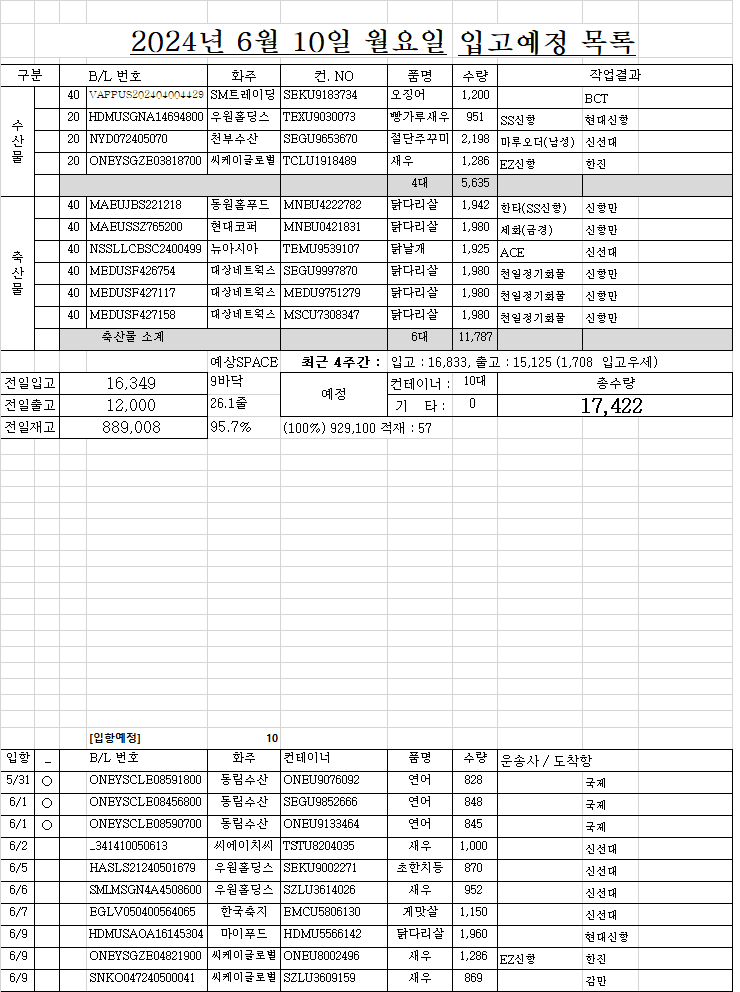 2024년 6월 10일 월요일 입고예정 목록
구분 B/L 번호 화주 컨. NO 품명 수량 작업결과
수산물
40 SM트레이딩 SEKU9183734 오징어 1,200 BCT
20 HDMUSGNA14694800 우원홀딩스 TEXU9030073 빵가루새우 951 SS신항 현대신항
20 NYD072405070 천부수산 SEGU9653670 절단주꾸미 2,198 마루오더(남성) 신선대
20 ONEYSGZE03818700 씨케이글로벌 TCLU1918489 새우 1,286 EZ신항 한진
4대 5,635
축산물
40 MAEUJBS221218 동원홈푸드 MNBU4222782 닭다리살 1,942 한타(SS신항) 신항만
40 MAEUSSZ765200 현대코퍼 MNBU0421831 닭다리살 1,980 세화(금경) 신항만
40 NSSLLCBSC2400499 뉴아시아 TEMU9539107 닭날개 1,925 ACE 신선대
40 MEDUSF426754 대상네트웍스 SEGU9997870 닭다리살 1,980 천일정기화물 신항만
40 MEDUSF427117 대상네트웍스 MEDU9751279 닭다리살 1,980 천일정기화물 신항만
40 MEDUSF427158 대상네트웍스 MSCU7308347 닭다리살 1,980 천일정기화물 신항만
축산물 소계 6대 11,787
예상SPACE 최근 4주간 : 입고 : 16,833, 출고 : 15,125 (1,708 입고우세)
전일입고 16,349 9바닥 예정 컨테이너 : 10대 총수량
전일출고 12,000 26.1줄 기 타 : 0 17,422
전일재고 889,008 95.7% (100%) 929,100 적재 : 57
[입항예정] 10
입항 _ B/L 번호 화주 컨테이너 품명 수량 운송사 / 도착항
5/31 ○ ONEYSCLE08591800 동림수산 ONEU9076092 연어 828 국제
6/1 ○ ONEYSCLE08456800 동림수산 SEGU9852666 연어 848 국제
6/1 ○ ONEYSCLE08590700 동림수산 ONEU9133464 연어 845 국제
6/2 _341410050613 씨에이치씨 TSTU8204035 새우 1,000 신선대
6/5 HASLS21240501679 우원홀딩스 SEKU9002271 초한치등 870 신선대
6/6 SMLMSGN4A4508600 우원홀딩스 SZLU3614026 새우 952 신선대
6/7 EGLV050400564065 한국축지 EMCU5806130 게맛살 1,150 신선대
6/9 HDMUSAOA16145304 마이푸드 HDMU5566142 닭다리살 1,960 현대신항
6/9 ONEYSGZE04821900 씨케이글로벌 ONEU8002496 새우 1,286 EZ신항 한진
6/9 SNKO047240500041 씨케이글로벌 SZLU3609159 새우 869 감만